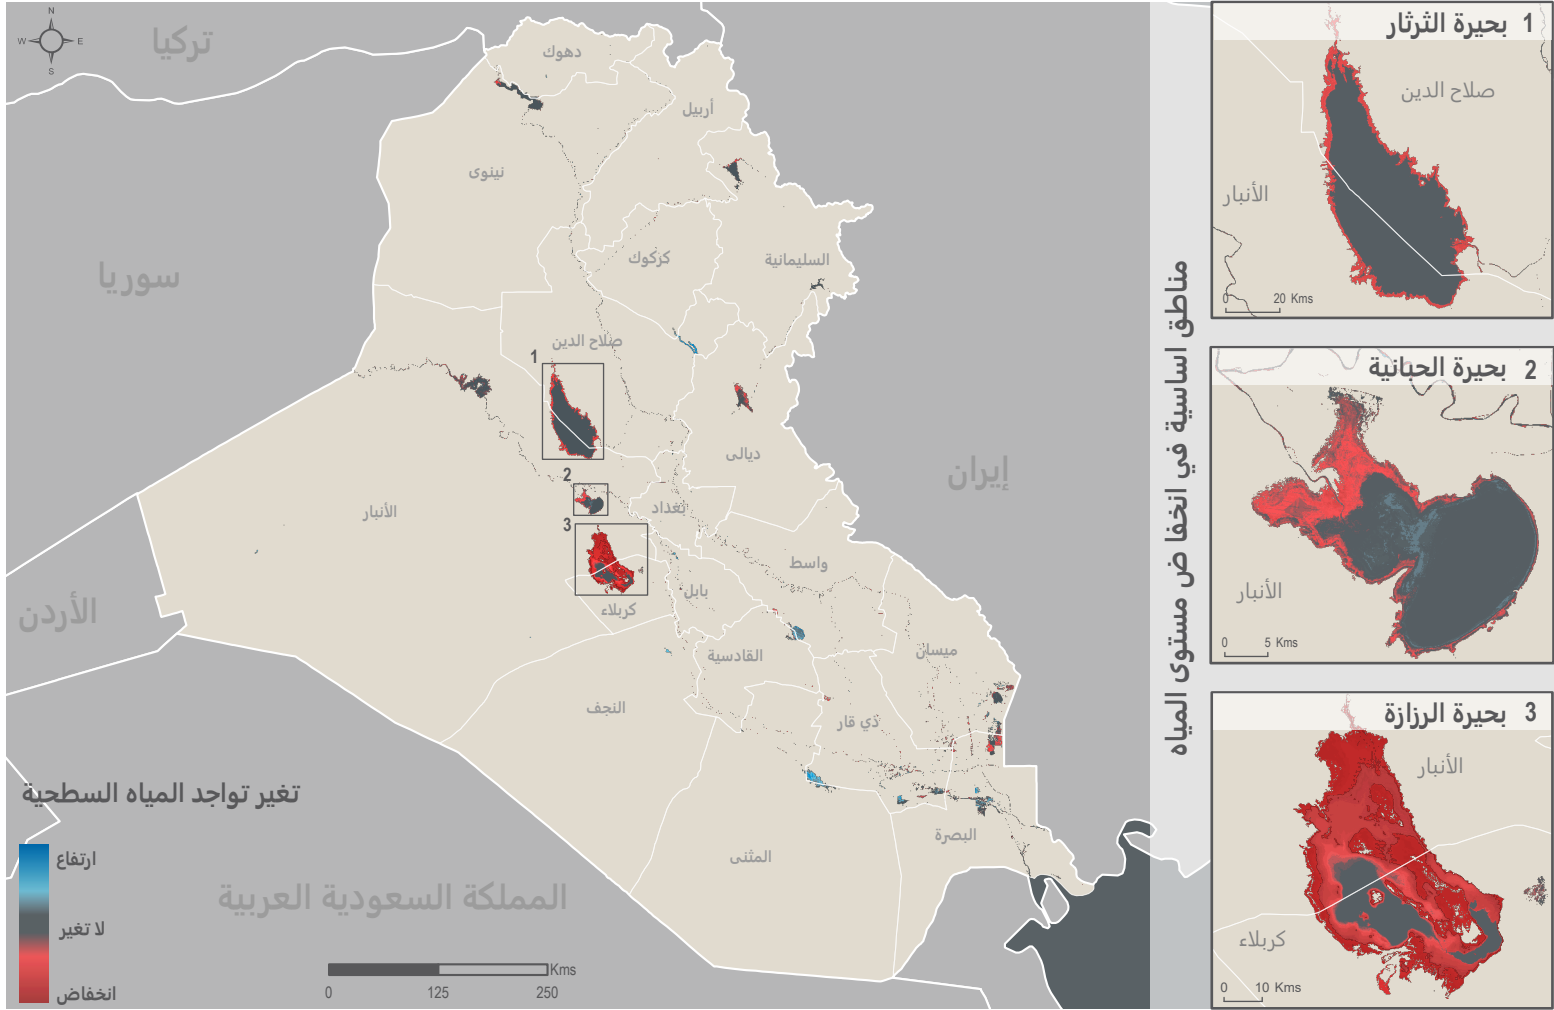 N
W E
S
تركيا
سوريا
الأردن
إيران
المملكة السعودية العربية
دهوك
أربيل
نينوى
كركوك
السليمانية
صلاح الدين
ديالى
الأنبار
بغداد
واسط
بابل
كربلاء
القادسية
ميسان
النجف
ذي قار
المثنى
البصرة
1
2
3
تغير تواجد المياه السطحية
ارتفاع
لا تغير
انخفاض
Kms
0 125 250
مناطق اساسية في انخفا ض مستوى المياه
1 بحيرة الثرثار
صلاح الدين
الأنبار
0 20 Kms
2 بحيرة الحبانية
الأنبار
0 5 Kms
3 بحيرة الرزازة
الأنبار
كربلاء
0 10 Kms